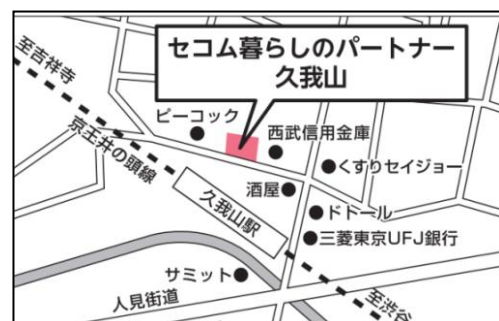 セコム暮らしのパートナー
久我山
至吉祥寺
ピーコック
西武信用金庫
京王井の頭線
くすりセイジョー
酒屋
久我山駅
ドトール
三菱東京UFJ銀行
サミット
人見街道
至渋谷